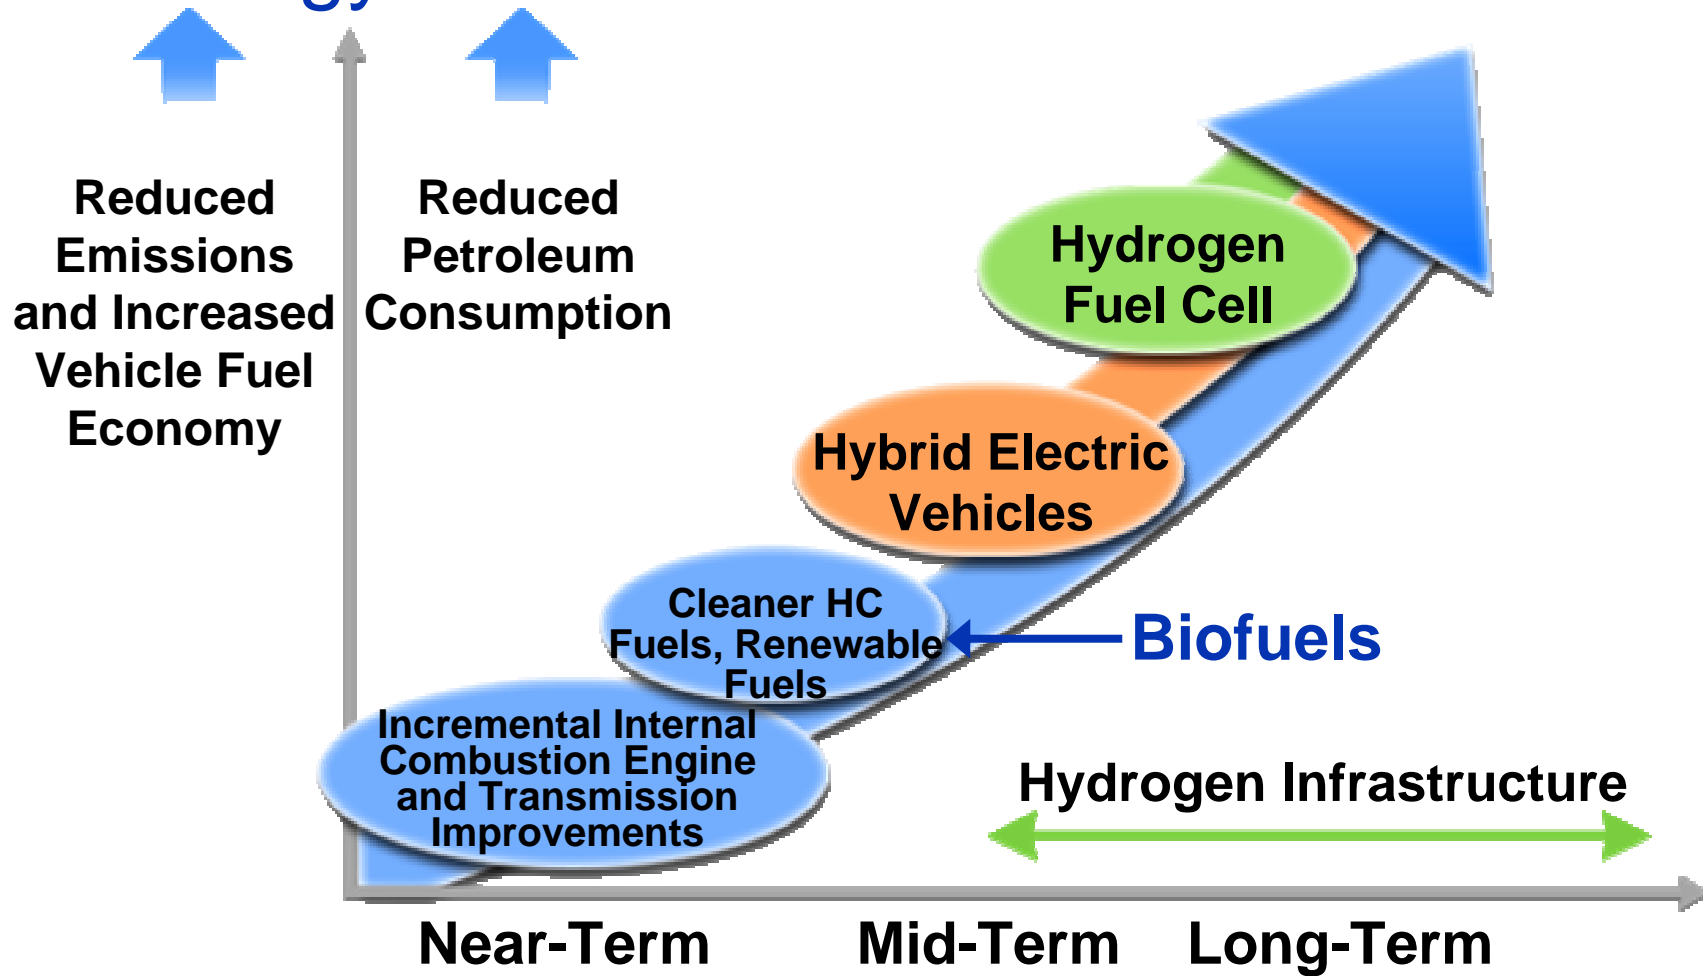 Reduced
Emissions
and Increased
Vehicle Fuel
Economy
Reduced
Petroleum
Consumption
Hydrogen
Fuel Cell
Hybrid Electric
Vehicles
Cleaner HC
Fuels, Renewable
Fuels
Biofuels
Incremental Internal
Combustion Engine
and Transmission
Improvements
Hydrogen Infrastructure
Near-Term
Mid-Term
Long-Term